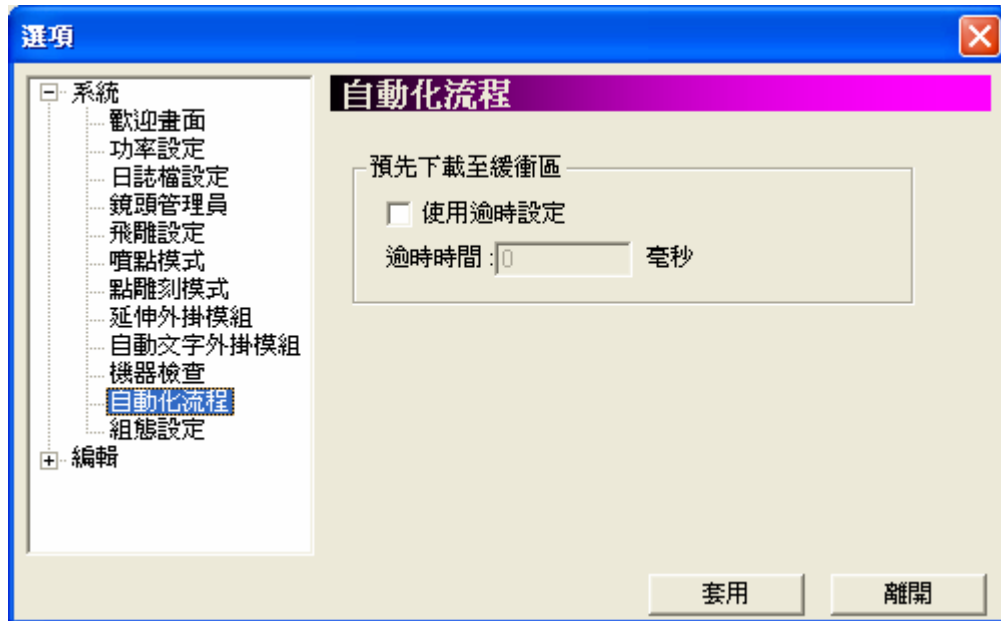 選項
系統
歡迎畫面
功率設定
日誌檔設定
鏡頭管理員
飛雕設定
噴點模式
點雕刻模式
延伸外掛模組
自動文字外掛模組
機器檢查
自動化流程
組態設定
編輯
自動化流程
預先下載至緩衝區
使用逾時設定
逾時時間 :0 毫秒
套用 離開